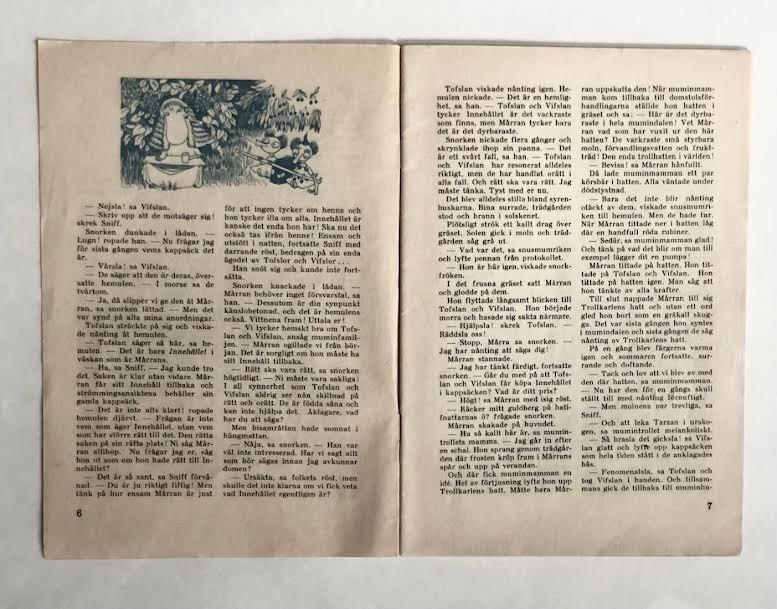 — Nejsla! sa Vifslan.
— Skriv opp att de motsäger sig!
skrek Sniff.
Snorken dunkade i lådan. —
Lugn! ropade han. — Nu frågar jag
för sista gången vems kappsäck det
är.
— Vårsla! sa Vifslan.
— De säger att den är deras, över-
satte hemulen. — I morse sa de
tvärtom.
— Ja, då slipper vi ge den åt Mår-
ran, sa snorken lättad. — Men det
var synd på alla mina anordningar.
Tofslan sträckte på sig och viska-
de nånting åt hemulen.
— Tofslan säger så här, sa he-
mulen. — Det är bara Innehållet i
väskan som är Mårrans.
— Ha, sa Sniff. — Jag kunde tro
det. Saken är klar utan vidare. Mår-
ran får sitt Innehåll tillbaka och
strömmingsansiktena behåller sin
gamla kappsäck.
— Det är inte alls klart! ropade
hemulen djärvt. — Frågan är inte
vem som äger Innehållet, utan vem
som har större rätt till det. Den rätta
saken på sin rätta plats! Ni såg Mår-
ran allihop. Nu frågar jag er, såg
hon ut som om hon hade rätt till In-
nehållet?
— Det är så sant, sa Sniff förvå-
nad. — Du är ju riktigt fiffig! Men
tänk på hur ensam Mårran är just
för att ingen tycker om henne och
hon tycker illa om alla. Innehållet är
kanske det enda hon har! Ska nu det
också tas ifrån henne! Ensam och
utstött i natten, fortsatte Sniff med
darrande röst, bedragen på sin enda
ägodel av Tofslor och Vifslor . . .
Han snöt sig och kunde inte fort-
sätta.
Snorken knackade i lådan. —
Mårran behöver inget försvarstal, sa
han. — Dessutom är din synpunkt
känslobetonad, och det är hemulens
också. Vittnena fram! Uttala er!
— Vi tycker hemskt bra om Tofs-
lan och Vifslan, ansåg muminfamil-
jen. — Mårran ogillade vi från bör-
jan. Det är sorgligt om hon måste ha
sitt Innehåll tillbaka.
— Rätt ska vara rätt, sa snorken
högtidligt. — Ni måste vara sakliga!
I all synnerhet som Tofslan och
Vifslan aldrig ser nån skillnad på
rätt och orätt. De är födda såna och
kan inte hjälpa det. Åklagare, vad
har du att säga?
Men bisamråttan hade somnat i
hängmattan.
— Nåja, sa snorken. — Han var
väl inte intresserad. Har vi sagt allt
som bör sägas innan jag avkunnar
domen?
— Ursäkta, sa folkets röst, men
skulle det inte klarna om vi fick veta
vad Innehållet egentligen är?
6
Tofslan viskade nånting igen. He-
mulen nickade. — Det är en hemlig-
het, sa han. — Tofslan och Vifslan
tycker Innehållet är det vackraste
som finns, men Mårran tycker bara
det är det dyrbaraste.
Snorken nickade flera gånger och
skrynklade ihop sin panna. — Det
är ett svårt fall, sa han. — Tofslan
och Vifslan har resonerat alldeles
riktigt, men de har handlat orätt i
alla fall. Och rätt ska vara rätt. Jag
måste tänka. Tyst med er nu.
Det blev alldeles stilla bland syren-
buskarna. Bina surrade, trädgården
stod och brann i solskenet.
Plötsligt strök ett kallt drag över
gräset. Solen gick i moln och träd-
gården såg grå ut.
— Vad var det, sa snusmumriken
och lyfte pennan från protokollet.
— Hon är här igen, viskade snork-
fröken.
I det frusna gräset satt Mårran
och glodde på dem.
Hon flyttade långsamt blicken till
Tofslan och Vifslan. Hon började
morra och hasade sig sakta närmare.
— Hjälpsla! skrek Tofslan. —
Räddsla oss!
— Stopp, Mårra sa snorken. —
Jag har nånting att säga dig!
Mårran stannade.
— Jag har tänkt färdigt, fortsatte
snorken. — Går du med på att Tofs-
lan och Vifslan får köpa Innehållet
i kappsäcken? Vad är ditt pris?
— Högt! sa Mårran med isig röst.
— Räcker mitt guldberg på hati-
fnattarnas ö? frågade snorken.
Mårran skakade på huvudet.
— Hu så kallt här är, sa mumin-
trollets mamma. — Jag går in efter
en schal. Hon sprang genom trädgår-
den där frosten kröp fram i Mårrans
spår och upp på verandan.
Och där fick muminmamman en
idé. Het av förtjusning lyfte hon upp
Trollkarlens hatt. Måtte bara Mår-
ran uppskatta den! När muminmam-
man kom tillbaka till domstolsför-
handlingarna ställde hon hatten i
gräset och sa: — Här är det dyrba-
raste i hela mumindalen! Vet Mår-
ran vad som har vuxit ur den här
hatten? De vackraste små styrbara
moln, förvandlingsvatten och frukt-
träd! Den enda trollhatten i världen!
— Bevisa! sa Mårran hånfullt.
Då lade muminmamman ett par
körsbär i hatten. Alla väntade under
dödstystnad.
— Bara det inte blir nånting
otäckt av dem, viskade snusmumri-
ken till hemulen. Men de hade tur.
När Mårran tittade ner i hatten låg
där en handfull röda rubiner.
— Sedär, sa muminmamman glad!
Och tänk på vad det blir om man till
exempel lägger dit en pumpa!
Mårran tittade på hatten. Hon tit-
tade på Tofslan och Vifslan. Hon
tittade på hatten igen. Man såg att
hon tänkte av alla krafter.
Till slut nappade Mårran till sig
Trollkarlens hatt och utan ett ord
gled hon bort som en gråkall skug-
ga. Det var sista gången hon syntes
i mumindalen och sista gången de såg
nånting av Trollkarlens hatt.
På en gång blev färgerna varma
igen och sommaren fortsatte, sur-
rande och doftande.
— Tack och lov att vi blev av med
den där hatten, sa muminmamman.
— Nu har den för en gångs skull
ställt till med nånting förnuftigt.
— Men molnena var trevliga, sa
Sniff.
— Och att leka Tarzan i ursko-
gen, sa mumintrollet melankoliskt.
— Så brasla det gicksla! sa Vifs-
lan glatt och lyfte opp kappsäcken
som hela tiden stått i de anklagades
bås.
— Fenomenalsla, sa Tofslan och
tog Vifslan i handen. Och tillsam-
mans gick de tillbaka till muminhu-
7